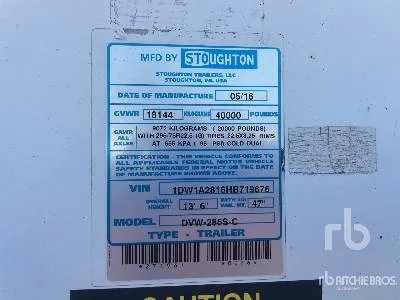 MFD BY STOUGHTON
STOUGHTON TRAILERS, LLC
STOUGHTON, WI. USA
DATE OF MANUFACTURE 05/16
GVWR 18144 KILOGRAMS 40000 POUNDS
GAWR ALL AXLES
9072 KILOGRAMS ( 20000 POUNDS)
WITH 295/75R22.5 (G) TIRES 22.5X8.25 RIMS
AT 655 KPA ( 95 PSI) COLD DUAL
CERTIFICATION - THIS VEHICLE CONFORMS TO
ALL APPLICABLE FEDERAL MOTOR VEHICLE
SAFETY STANDARDS IN EFFECT ON THE DATE
OF MANUFACTURE SHOWN ABOVE.
VIN 1DW1A2816HB719676
OVERALL HEIGHT 13' 6" 47"
MODEL DVW-285S-C
TYPE - TRAILER
CAUTION
rb
rb RITCHIE BROS.